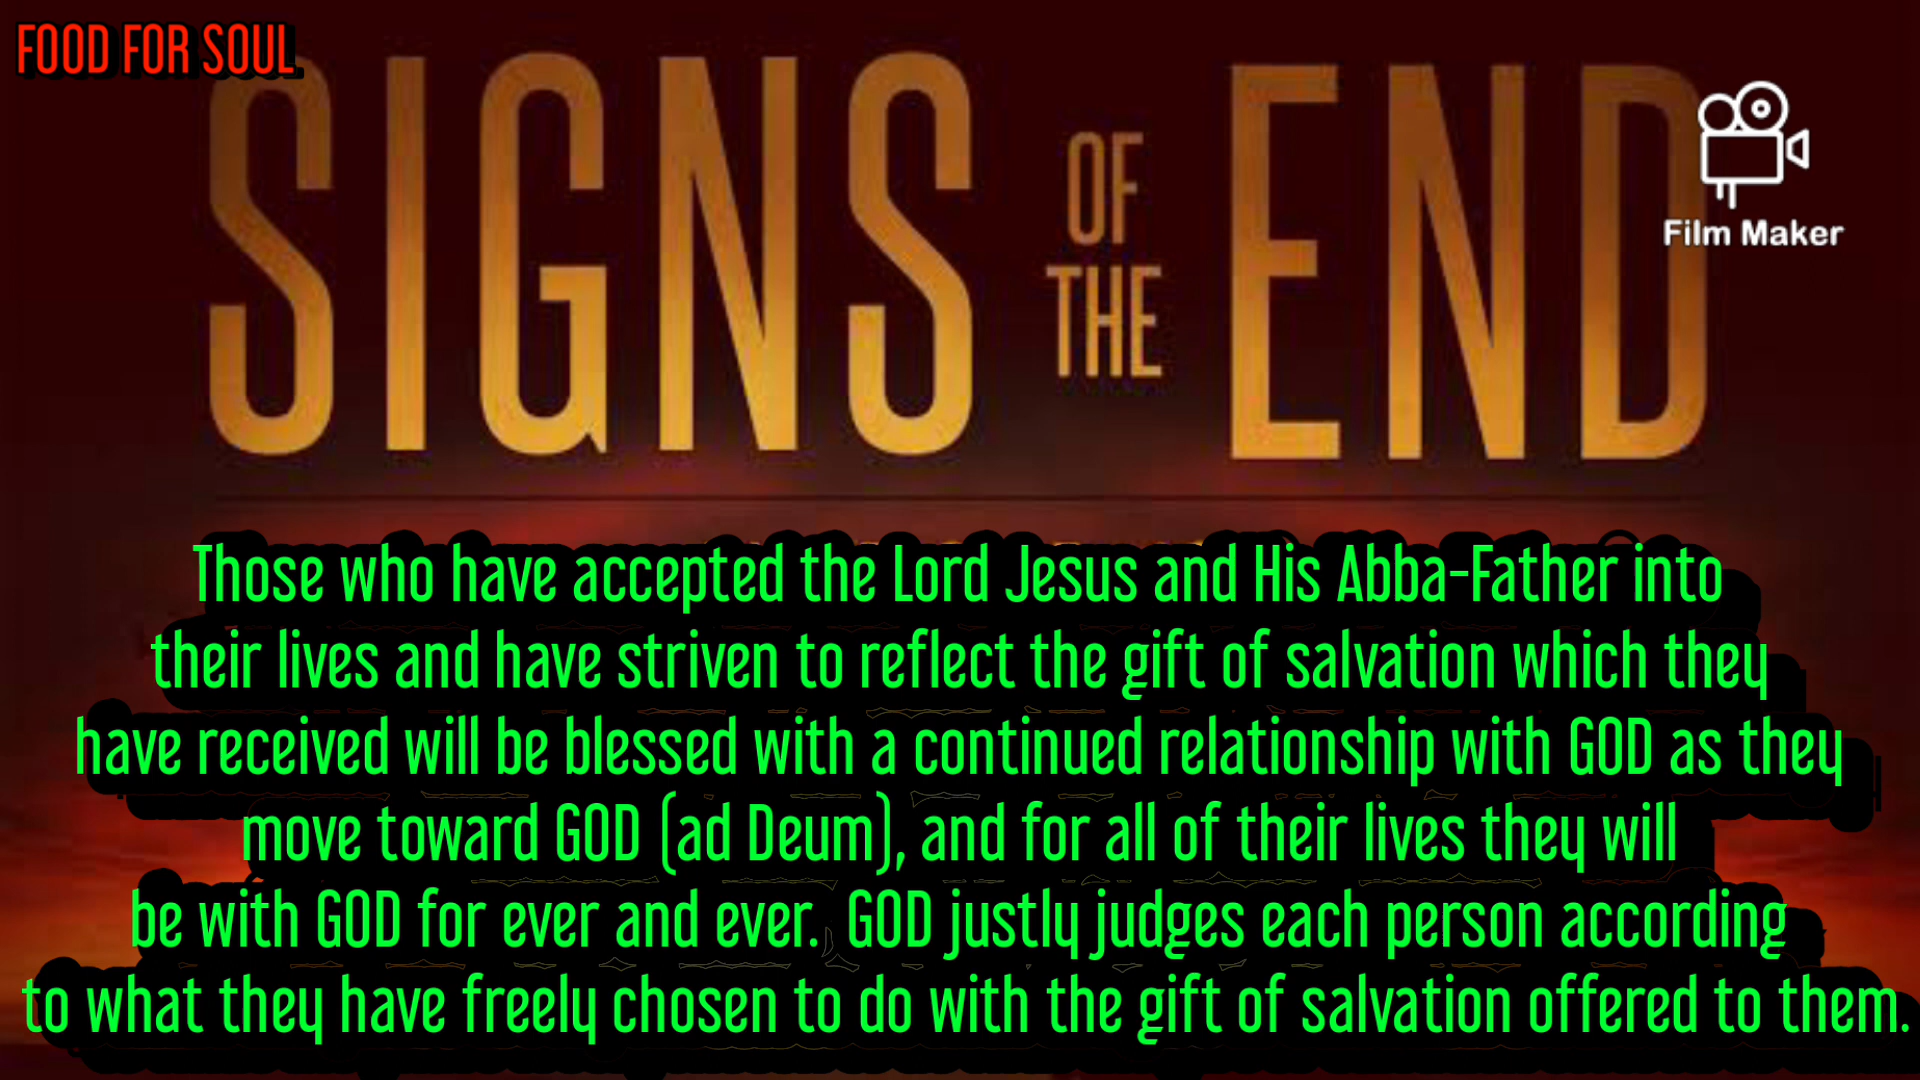 FOOD FOR SOUL
SIGNS OF THE END
Film Maker
Those who have accepted the Lord Jesus and His Abba-Father into
their lives and have striven to reflect the gift of salvation which they
have received will be blessed with a continued relationship with GOD as they
move toward GOD (ad Deum), and for all of their lives they will
be with GOD for ever and ever. GOD justly judges each person according
to what they have freely chosen to do with the gift of salvation offered to them.